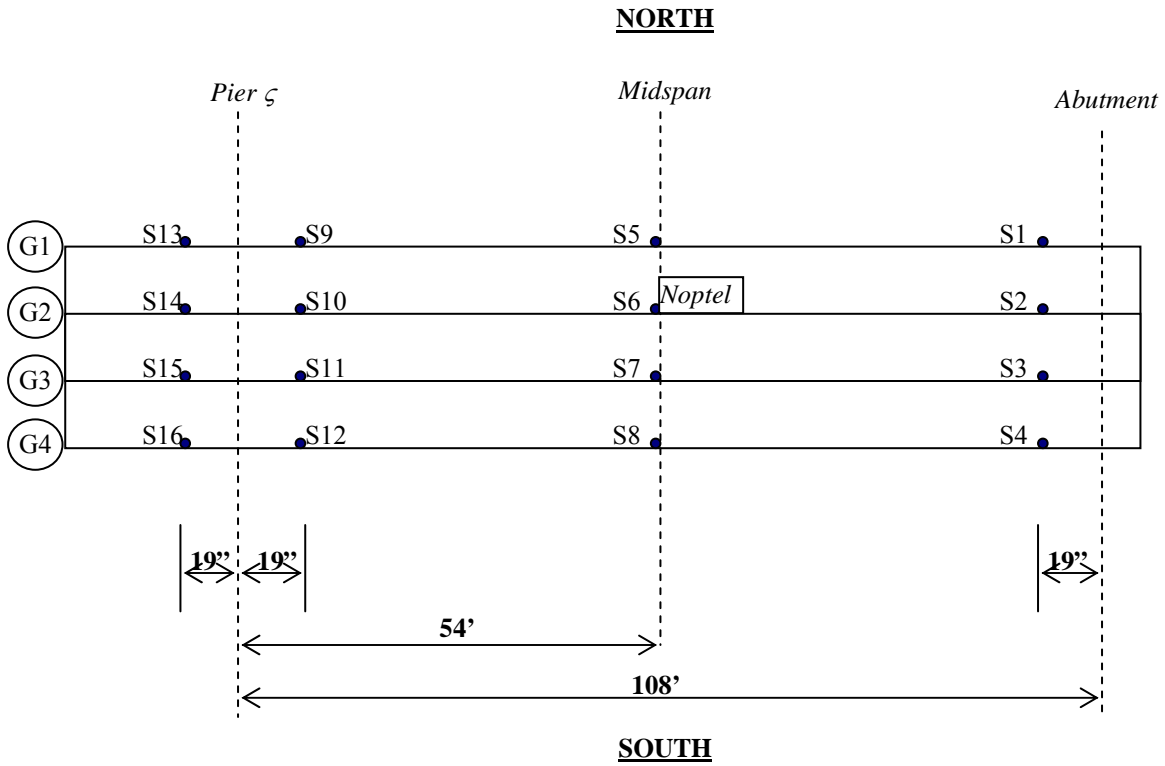 NORTH
Pier ς
Midspan
Abutment
G1 S13 S9 S5 S1
G2 S14 S10 S6 Noptel S2
G3 S15 S11 S7 S3
G4 S16 S12 S8 S4
19” 19” 19”
54’
108’
SOUTH